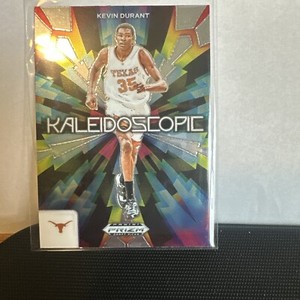 KEVIN DURANT
TEXAS
35
KALEIDOSCOPIC
PRIZM